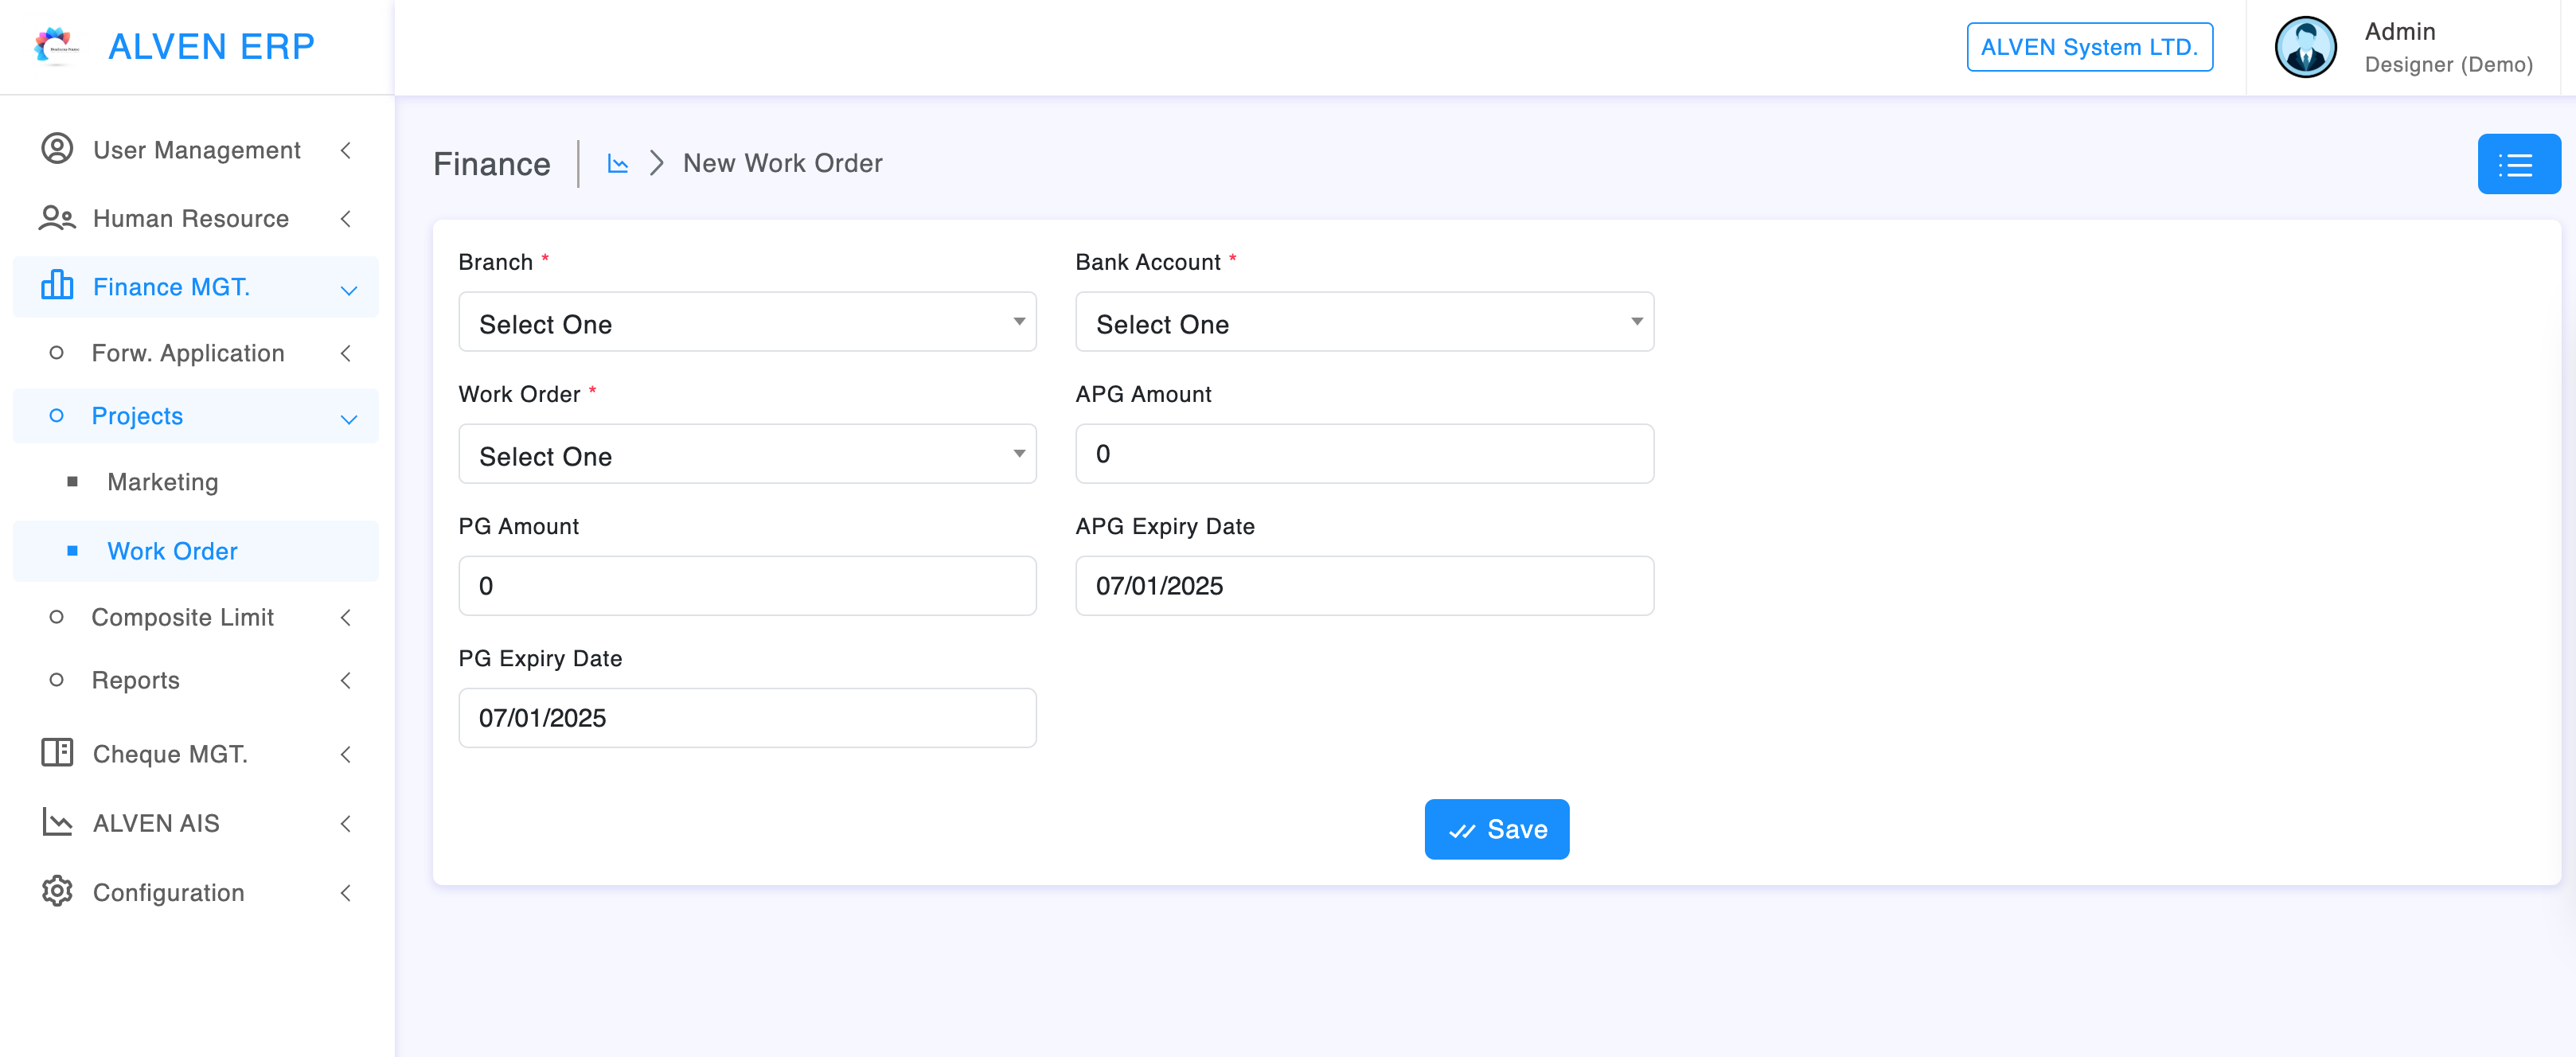 ALVEN ERP
ALVEN System LTD.
Admin
Designer (Demo)
User Management
Human Resource
Finance MGT.
Forw. Application
Projects
Marketing
Work Order
Composite Limit
Reports
Cheque MGT.
ALVEN AIS
Configuration
Finance
New Work Order
Branch *
Select One
Bank Account *
Select One
Work Order *
Select One
APG Amount
0
PG Amount
0
APG Expiry Date
07/01/2025
PG Expiry Date
07/01/2025
Save